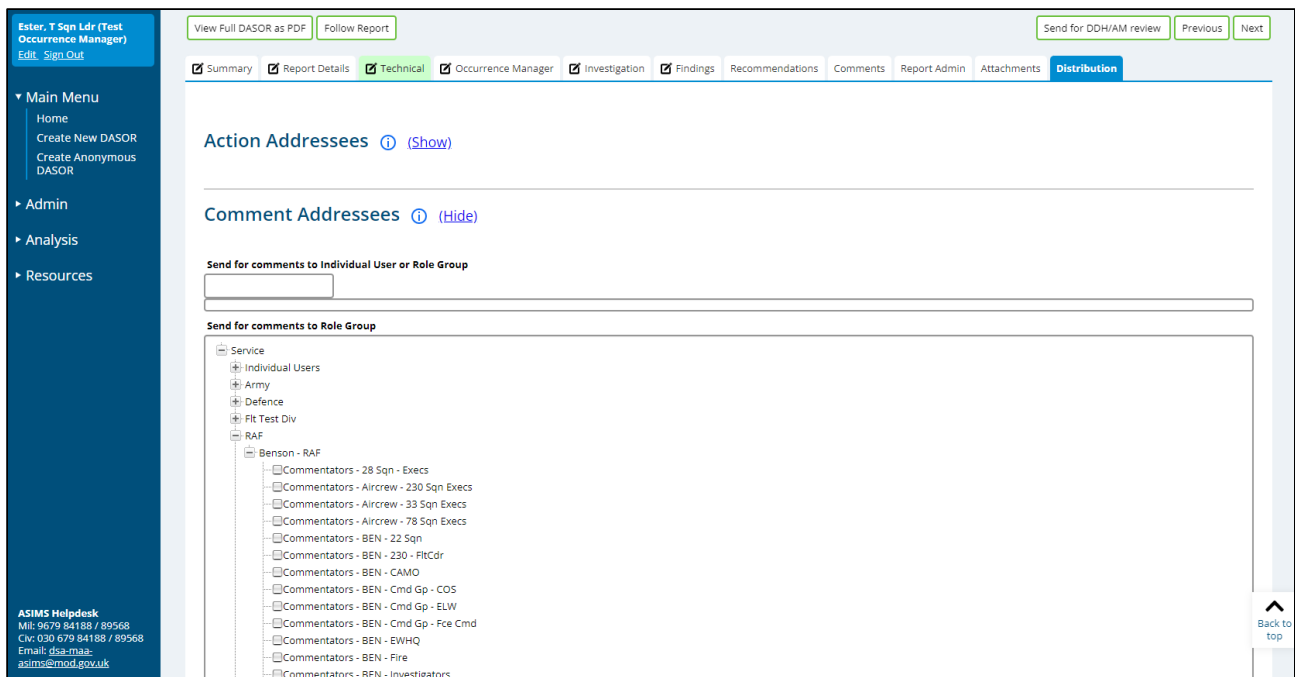 Ester, T Sqn Ldr (Test
Occurrence Manager)
Edit Sign Out
Main Menu
Home
Create New DASOR
Create Anonymous
DASOR
Admin
Analysis
Resources
ASIMS Helpdesk
Mil: 9679 84188 / 89568
Civ: 030 679 84188 / 89568
Email: dsa-maa-
asims@mod.gov.uk
View Full DASOR as PDF Follow Report Send for DDH/AM review Previous Next
Summary Report Details Technical Occurrence Manager Investigation Findings Recommendations Comments Report Admin Attachments Distribution
Action Addressees (Show)
Comment Addressees (Hide)
Send for comments to Individual User or Role Group
Send for comments to Role Group
Service
Individual Users
Army
Defence
Flt Test Div
RAF
Benson - RAF
Commentators - 28 Sqn - Execs
Commentators - Aircrew - 230 Sqn Execs
Commentators - Aircrew - 33 Sqn Execs
Commentators - Aircrew - 78 Sqn Execs
Commentators - BEN - 22 Sqn
Commentators - BEN - 230 - FltCdr
Commentators - BEN - CAMO
Commentators - BEN - Cmd Gp - COS
Commentators - BEN - Cmd Gp - ELW
Commentators - BEN - Cmd Gp - Fce Cmd
Commentators - BEN - EWHQ
Commentators - BEN - Fire
Commentators - BEN - Investigators
Back to
top